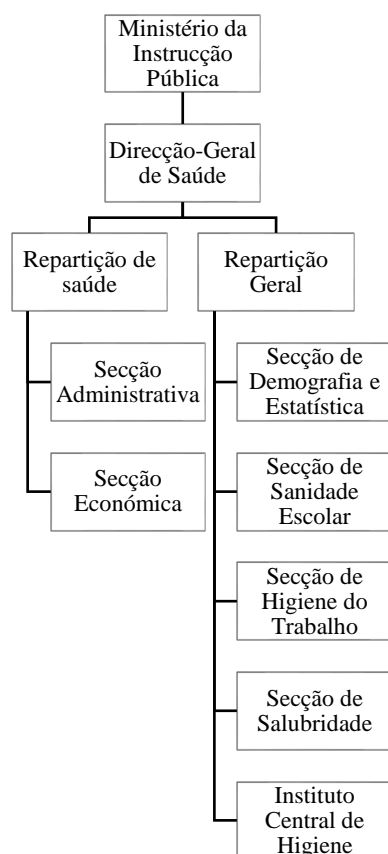 Ministério da
Instrucção
Pública
Direcção-Geral
de Saúde
Repartição de
saúde
Secção
Administrativa
Secção
Económica
Repartição
Geral
Secção de
Demografia e
Estatística
Secção de
Sanidade
Escolar
Secção de
Higiene do
Trabalho
Secção de
Salubridade
Instituto
Central de
Higiene